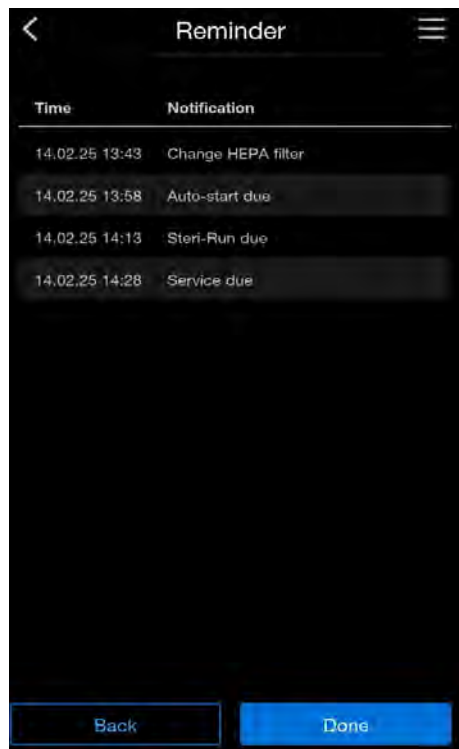 Reminder
Time Notification
14.02.25 13:43 Change HEPA filter
14.02.25 13:58 Auto-start due
14.02.25 14:13 Steri-Run due
14.02.25 14:28 Service due
Back Done